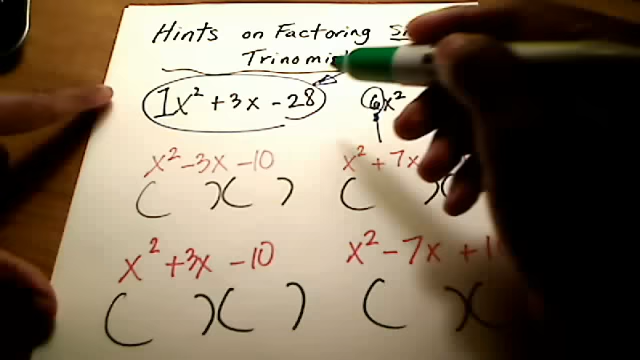 Hints on Factoring
Trinomi
1x² + 3x - 28 6x²
x² - 3x - 10 x² + 7x
( )( ) (
x² + 3x - 10 x² - 7x + 1
( )( ) ( )(